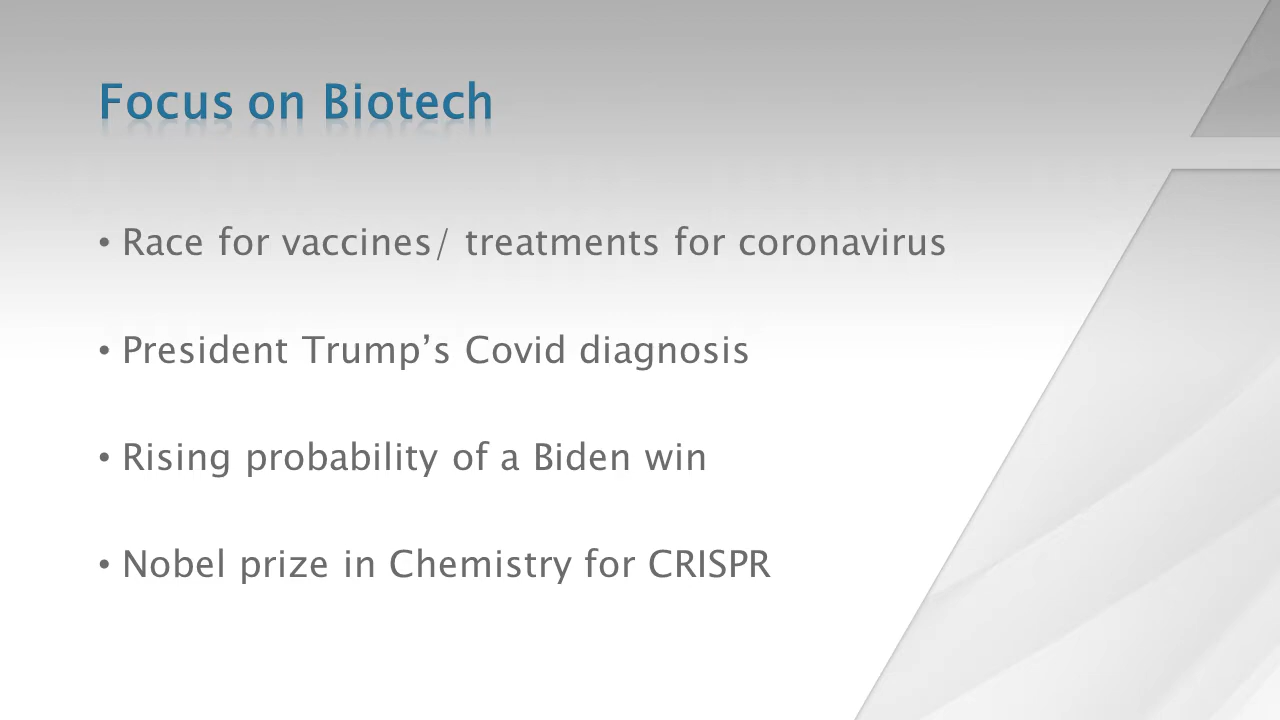 Focus on Biotech
• Race for vaccines/ treatments for coronavirus
• President Trump’s Covid diagnosis
• Rising probability of a Biden win
• Nobel prize in Chemistry for CRISPR